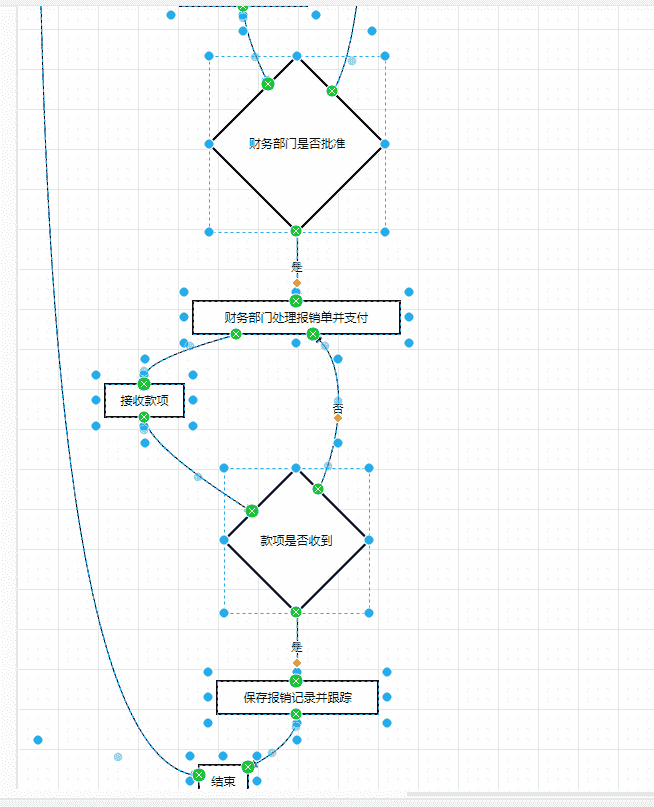 财务部门是否批准
是
财务部门处理报销单并支付
接收款项
否
款项是否收到
是
保存报销记录并跟踪
结束